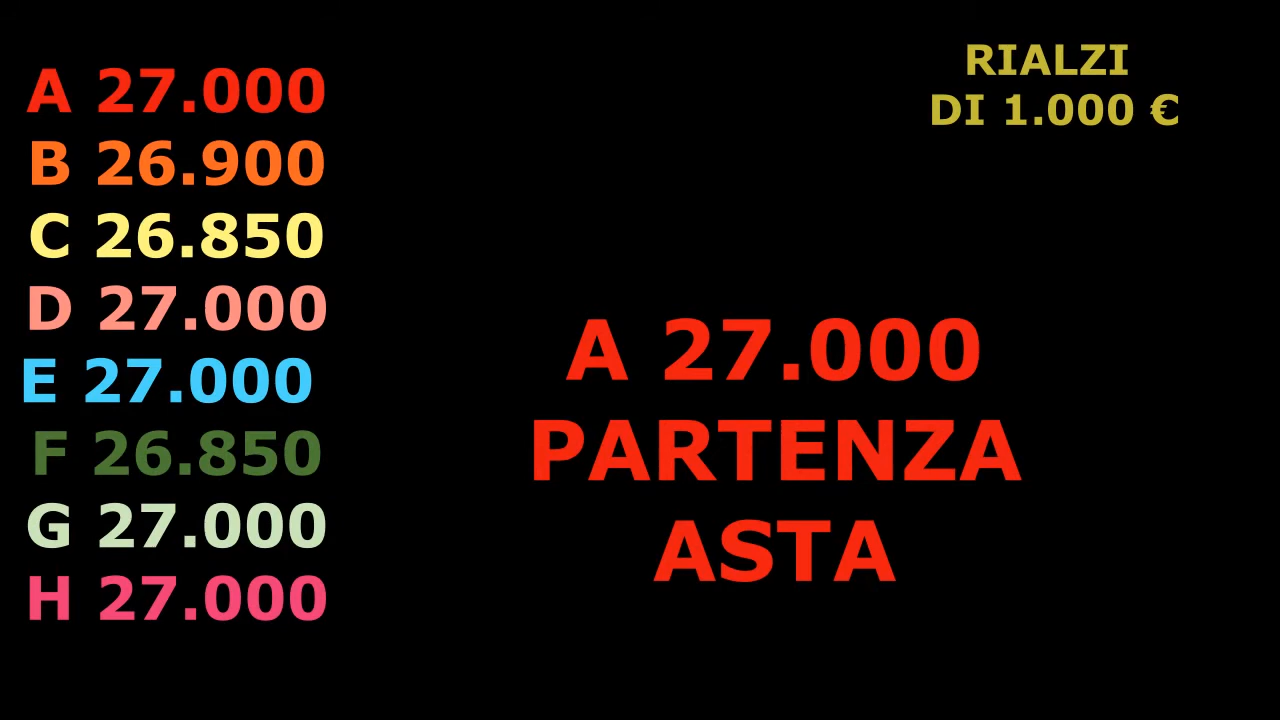 A 27.000
B 26.900
C 26.850
D 27.000
E 27.000
F 26.850
G 27.000
H 27.000
RIALZI
DI 1.000 €
A 27.000
PARTENZA
ASTA